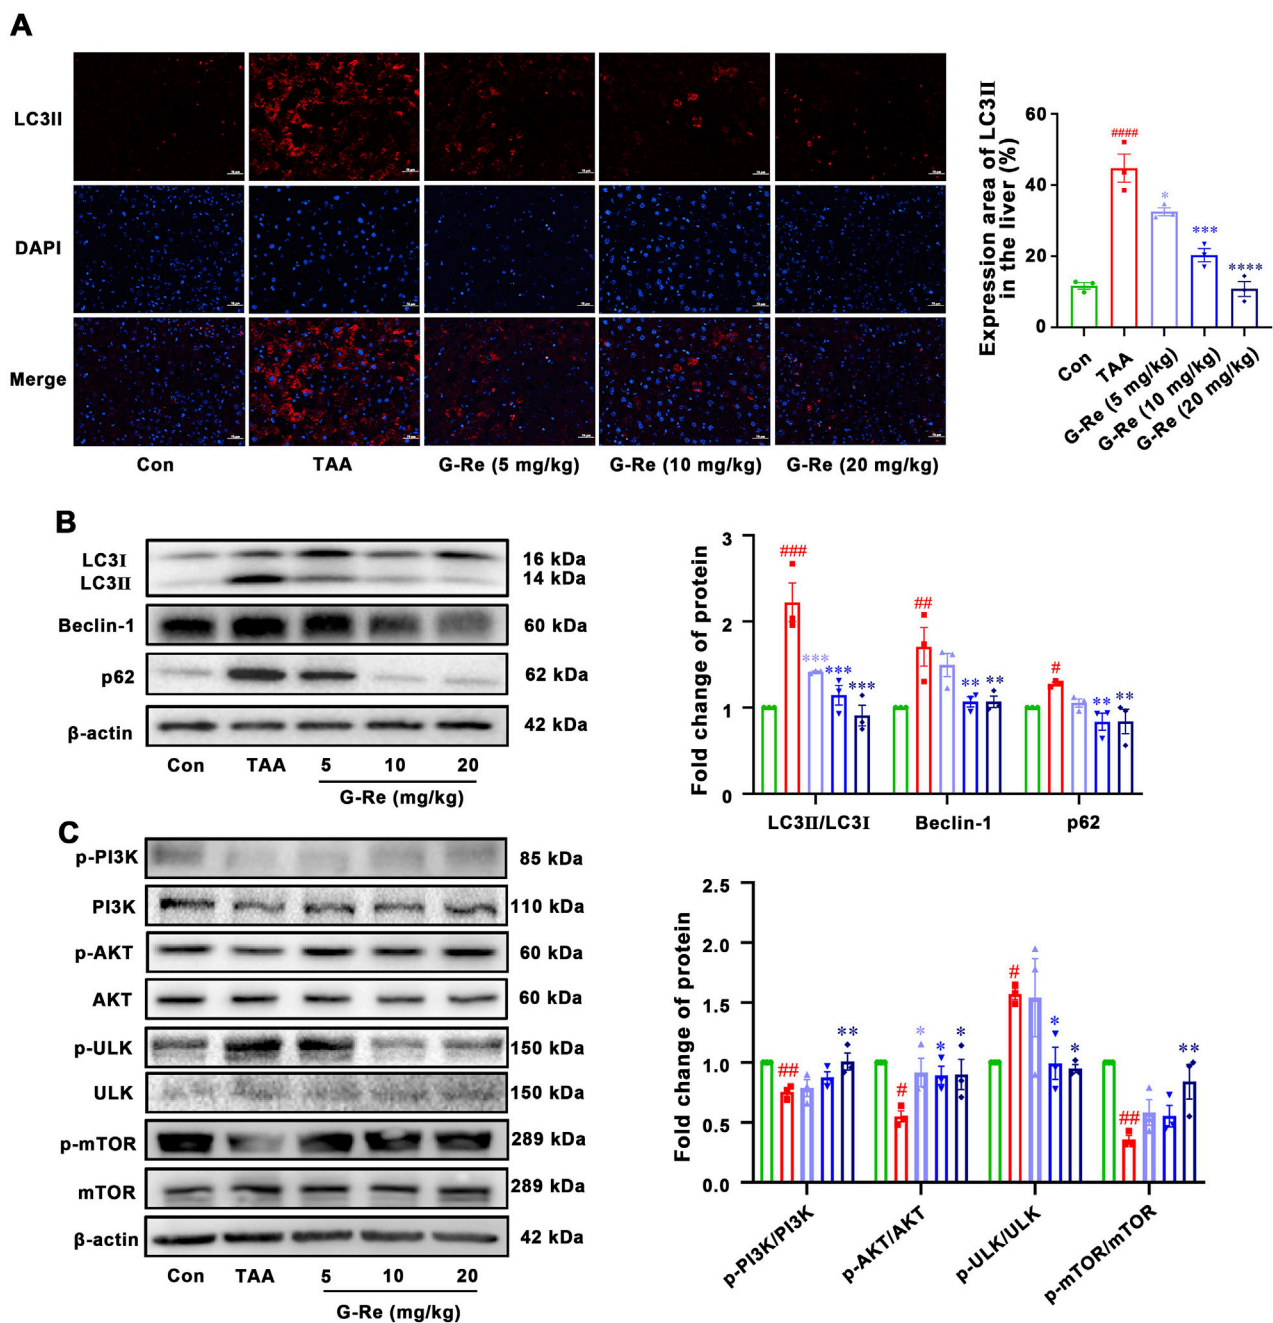 A
LC3II
DAPI
Merge
Con TAA G-Re (5 mg/kg) G-Re (10 mg/kg) G-Re (20 mg/kg)
Expression area of LC3II
in the liver (%)
60
40
20
0
####
*
***
****
Con
TAA
G-Re (5 mg/kg)
G-Re (10 mg/kg)
G-Re (20 mg/kg)
B
LC3I 16 kDa
LC3II 14 kDa
Beclin-1 60 kDa
p62 62 kDa
β-actin 42 kDa
Con TAA 5 10 20
G-Re (mg/kg)
Fold change of protein
3
2
1
0
### *** *** ***
## ** **
# ** **
LC3II/LC3I Beclin-1 p62
C
p-PI3K 85 kDa
PI3K 110 kDa
p-AKT 60 kDa
AKT 60 kDa
p-ULK 150 kDa
ULK 150 kDa
p-mTOR 289 kDa
mTOR 289 kDa
β-actin 42 kDa
Con TAA 5 10 20
G-Re (mg/kg)
Fold change of protein
2.5
2.0
1.5
1.0
0.5
0.0
## **
# * * *
# * *
## **
p-PI3K/PI3K
p-AKT/AKT
p-ULK/ULK
p-mTOR/mTOR